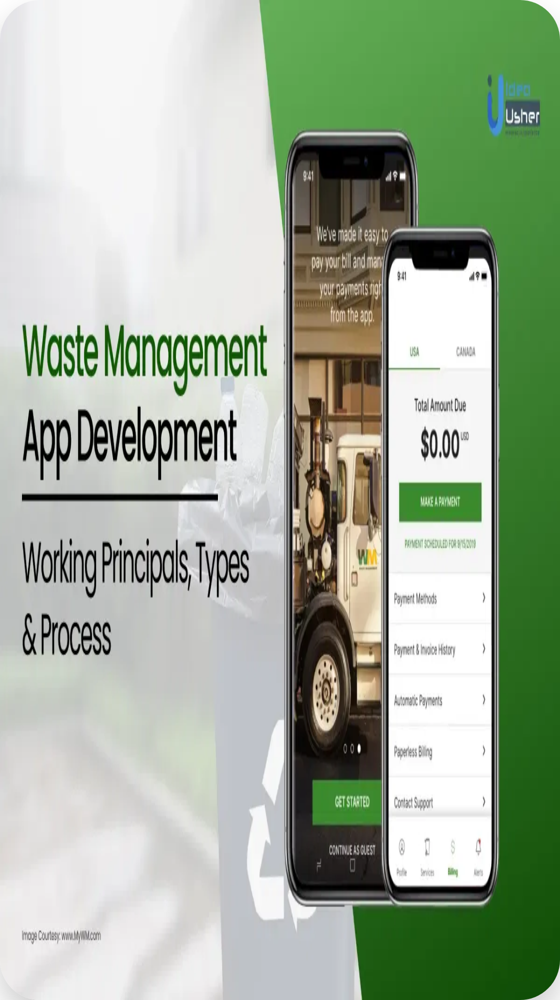 Idea
Usher
Waste Management
App Development
Working Principals, Types
& Process
Image Courtesy: www.MyWM.com
9:41
We've made it easy to
pay your bill and mana
your payments righ
from the app.
WM
GET STARTED
CONTINUE AS GUEST
9:41
USA CANADA
Total Amount Due
$0.00 USD
MAKE A PAYMENT
PAYMENT SCHEDULED FOR 9/15/2019
Payment Methods
Payment & Invoice History
Automatic Payments
Paperless Billing
Contact Support
Profile Services Billing Alerts